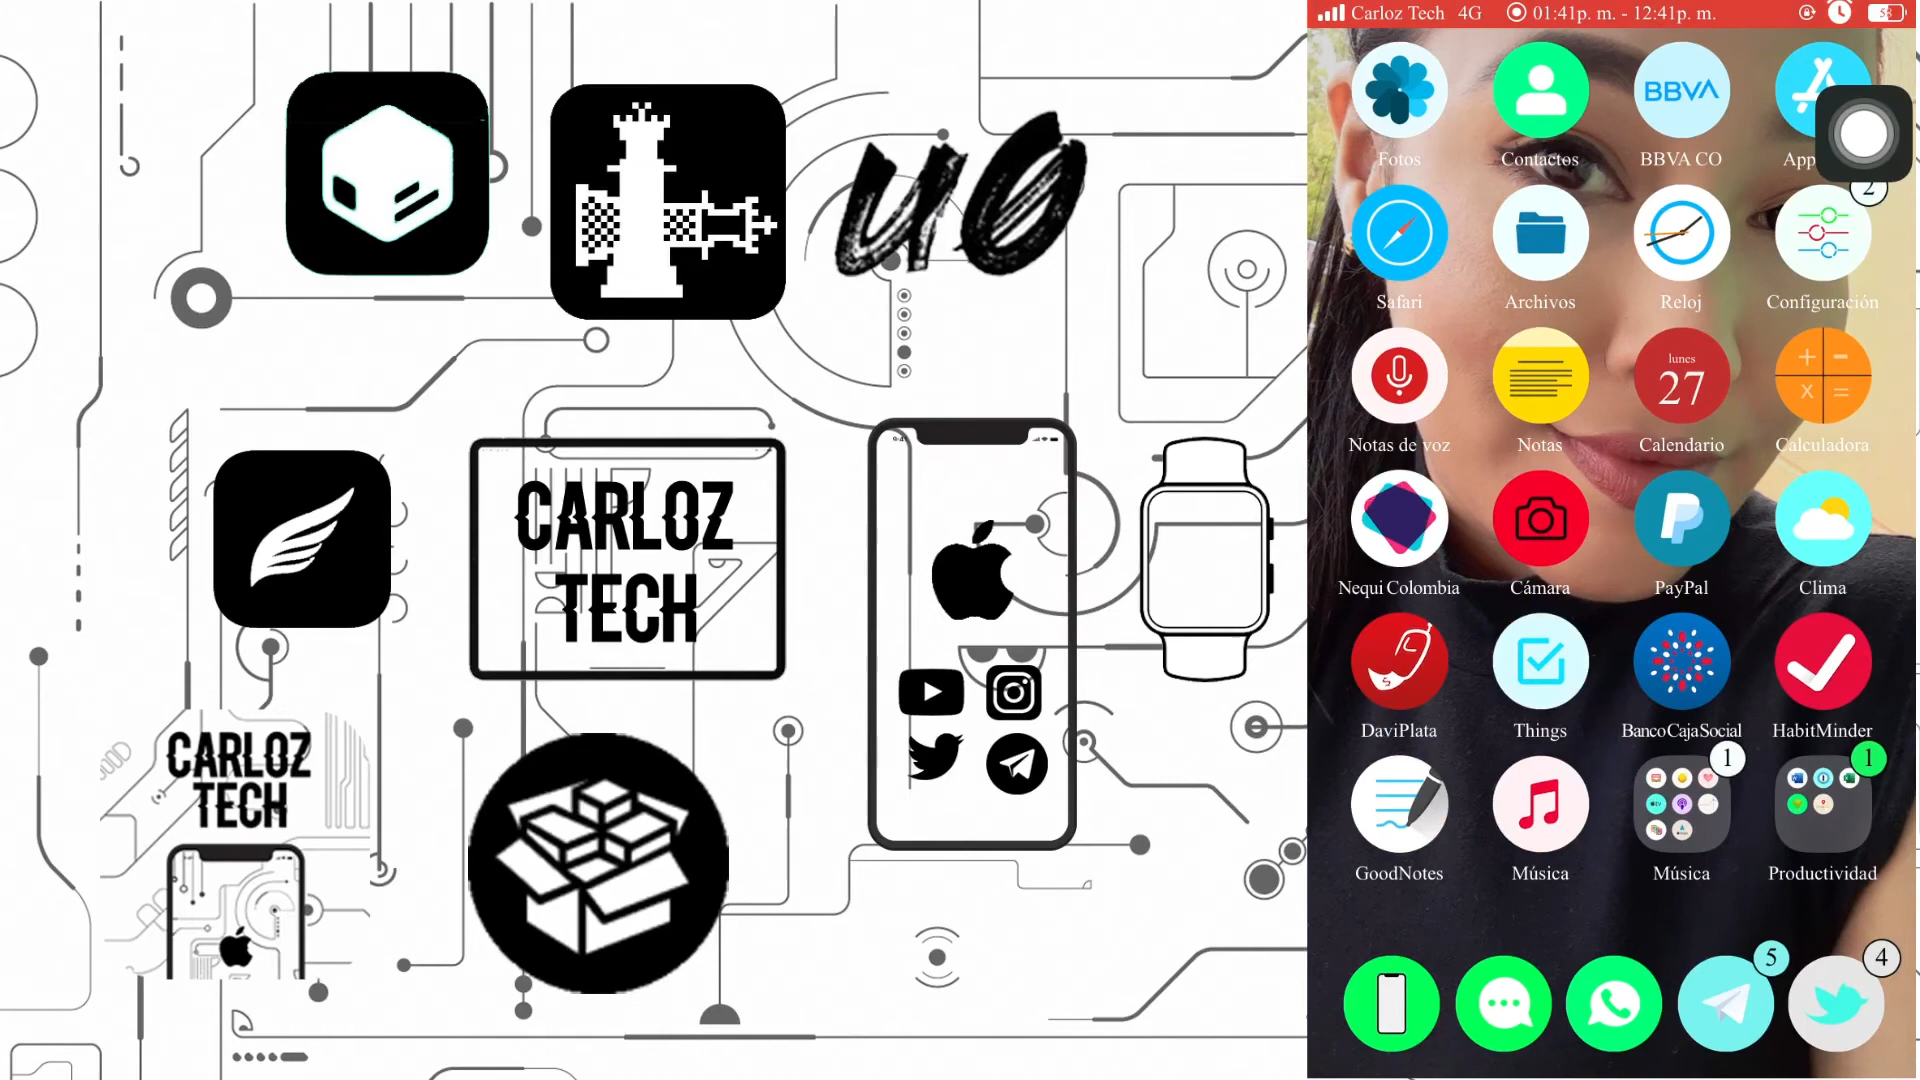 u0
CARLOZ
TECH
CARLOZ
TECH
Carloz Tech 4G 01:41p. m. - 12:41p. m.
Fotos Contactos BBVA CO App
BBVA
2
Safari Archivos Reloj Configuración
lunes
27
Notas de voz Notas Calendario Calculadora
Nequi Colombia Cámara PayPal Clima
DaviPlata Things BancoCajaSocial HabitMinder
1 1
GoodNotes Música Música Productividad
5 4